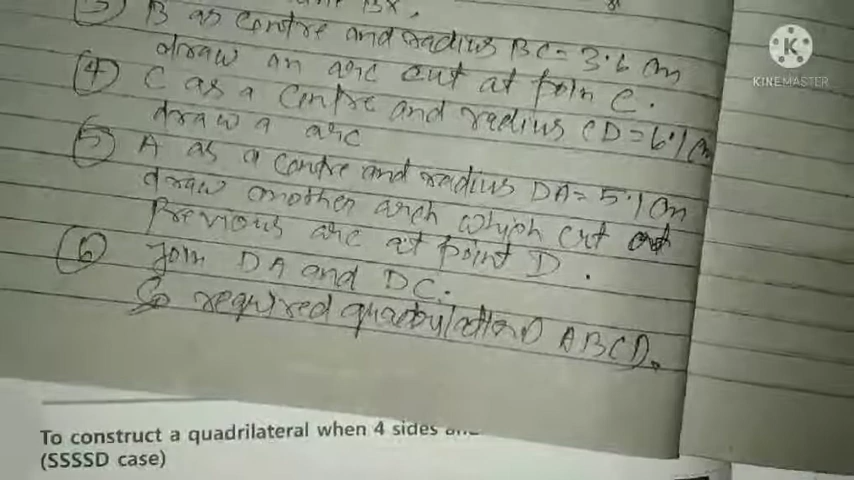 (3) B as centre and radius BC = 3.6 cm
draw an arc cut at poin C.
(4) C as a centre and radius CD = 6.1 cm
draw a arc
(5) A as a centre and radius DA = 5.1 cm
draw another arch which cut
previous arc at point D.
(6) Join DA and DC.
So required ABCD.
To construct a quadrilateral when 4 sides
(SSSSD case)
KINEMASTER